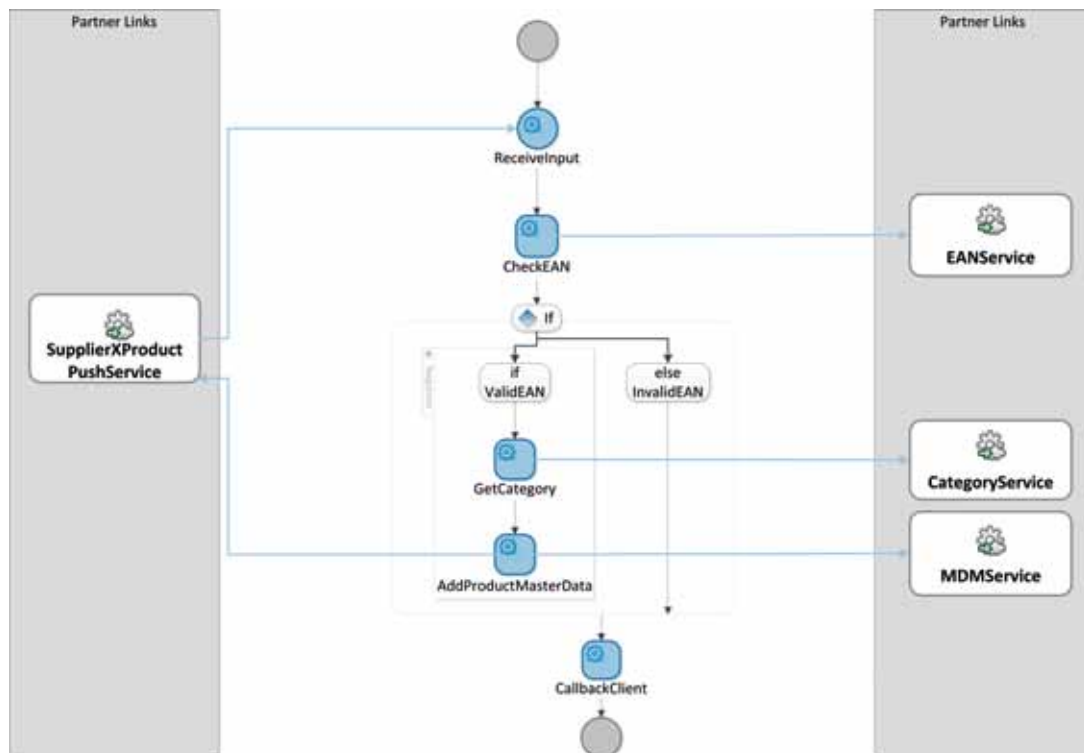 Partner Links
Partner Links
ReceiveInput
CheckEAN
EANService
If
SupplierXProduct
PushService
if
ValidEAN
else
InvalidEAN
GetCategory
CategoryService
AddProductMasterData
MDMService
CallbackClient